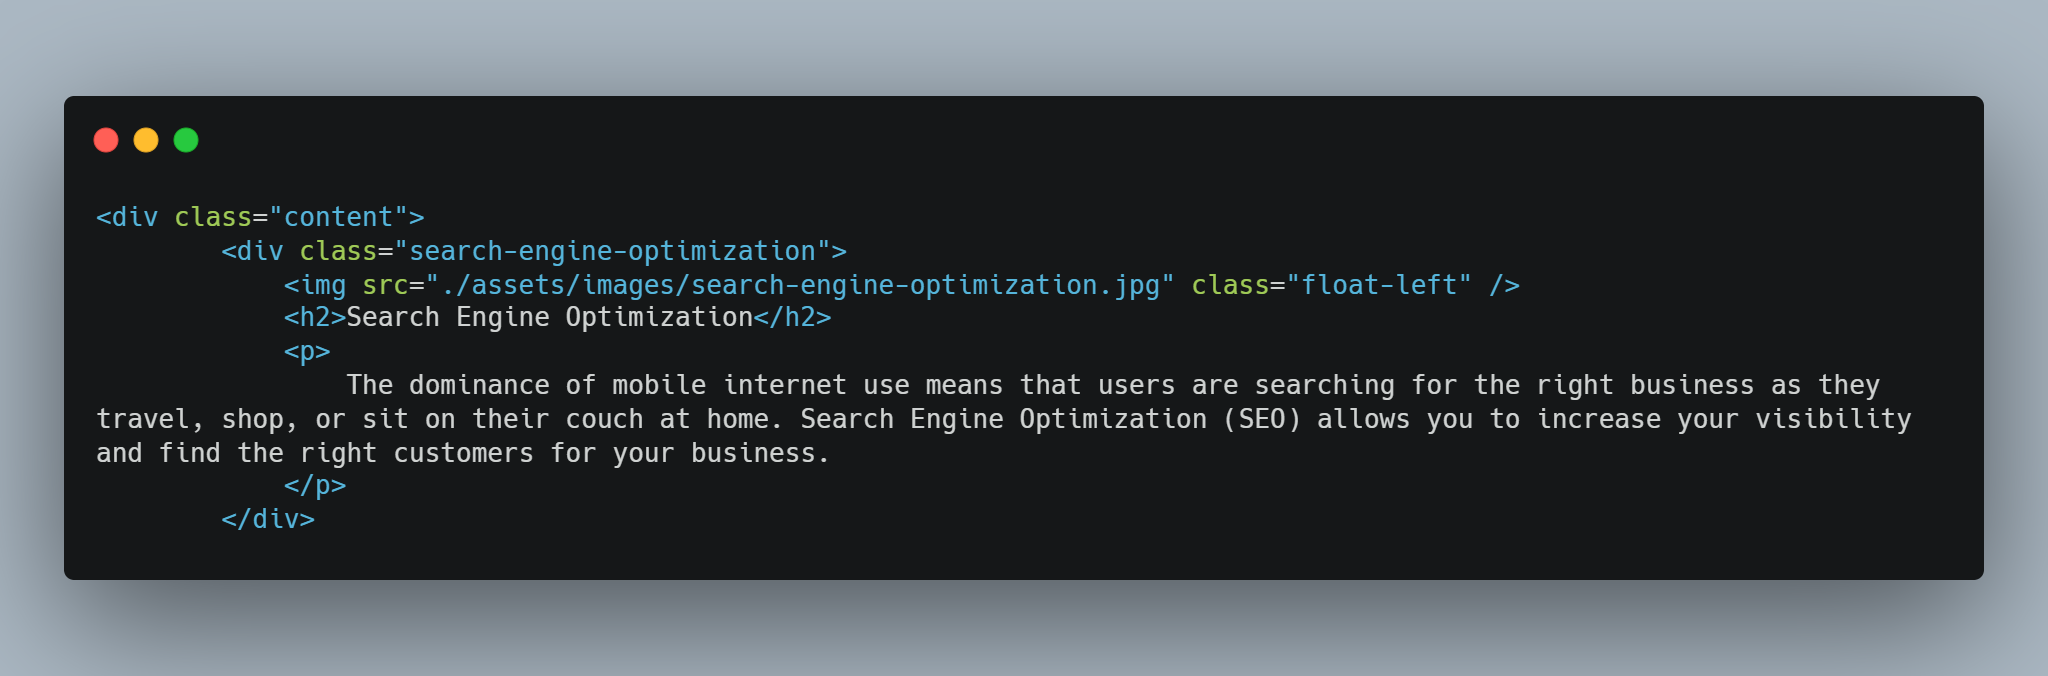 <div class="content">
        <div class="search-engine-optimization">
            <img src="./assets/images/search-engine-optimization.jpg" class="float-left" />
            <h2>Search Engine Optimization</h2>
            <p>
                The dominance of mobile internet use means that users are searching for the right business as they
travel, shop, or sit on their couch at home. Search Engine Optimization (SEO) allows you to increase your visibility
and find the right customers for your business.
            </p>
        </div>